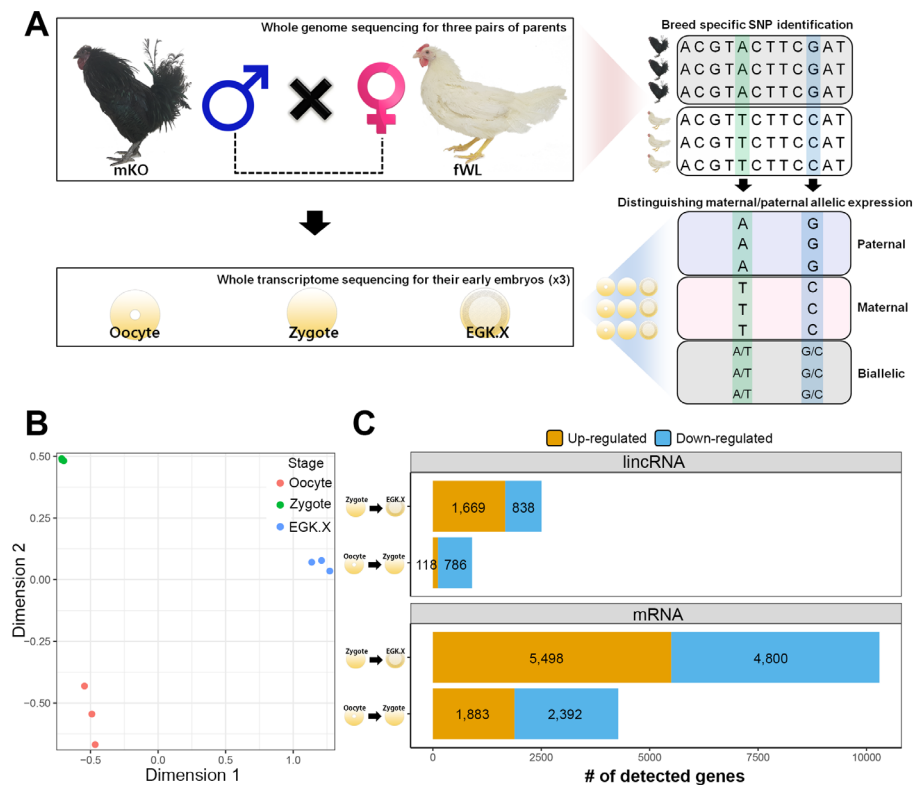 A
Whole genome sequencing for three pairs of parents
mKO
fWL
Breed specific SNP identification
ACGTACTTCGAT
ACGTACTTCGAT
ACGTACTTCGAT
ACGTTCTTCCAT
ACGTTCTTCCAT
ACGTTCTTCCAT
Distinguishing maternal/paternal allelic expression
A G
A G Paternal
A G
T C
T C Maternal
T C
A/T G/C
A/T G/C Biallelic
A/T G/C
Whole transcriptome sequencing for their early embryos (x3)
Oocyte
Zygote
EGK.X
B
Stage
Oocyte
Zygote
EGK.X
0.50
0.25
0.00
−0.25
−0.50
Dimension 2
−0.5 0.0 0.5 1.0
Dimension 1
C
Up-regulated Down-regulated
lincRNA
Zygote EGK.X
1,669 838
Oocyte Zygote
118 786
mRNA
Zygote EGK.X
5,498 4,800
Oocyte Zygote
1,883 2,392
0 2500 5000 7500 10000
# of detected genes